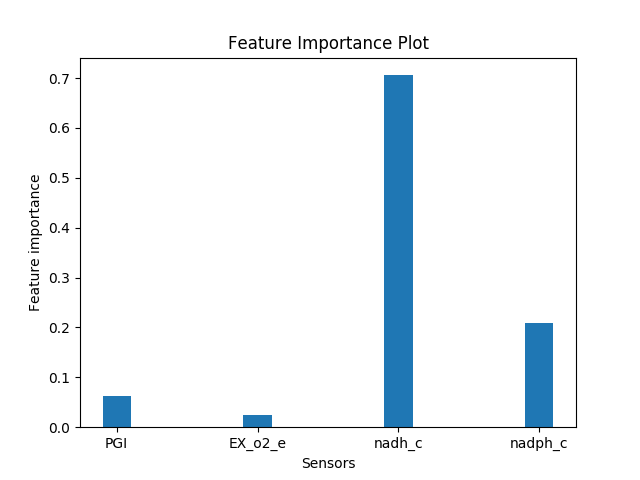 Feature Importance Plot
Feature importance
0.7
0.6
0.5
0.4
0.3
0.2
0.1
0.0
PGI EX_o2_e nadh_c nadph_c
Sensors